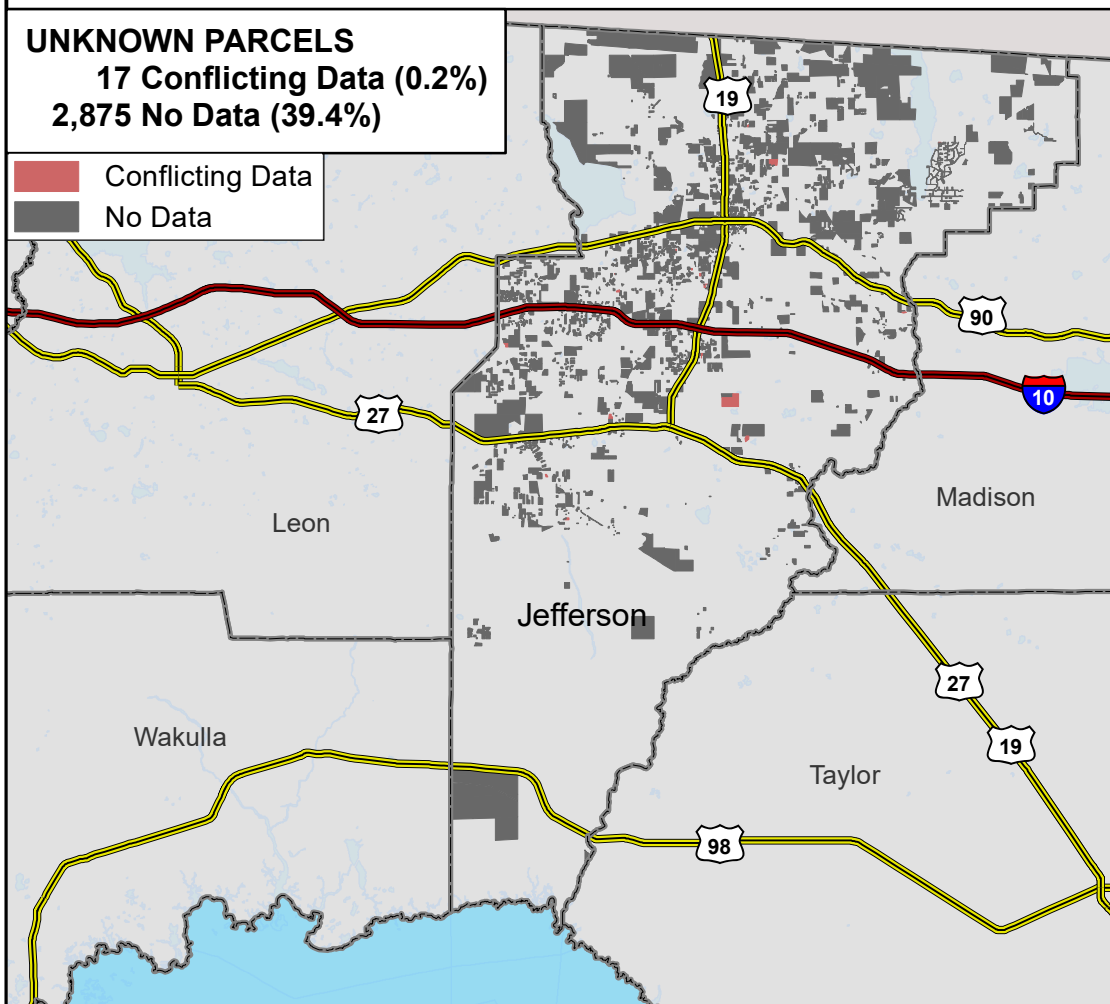 UNKNOWN PARCELS
17 Conflicting Data (0.2%)
2,875 No Data (39.4%)
Conflicting Data
No Data
19
90
10
27
Madison
Leon
Jefferson
27
Wakulla
19
Taylor
98